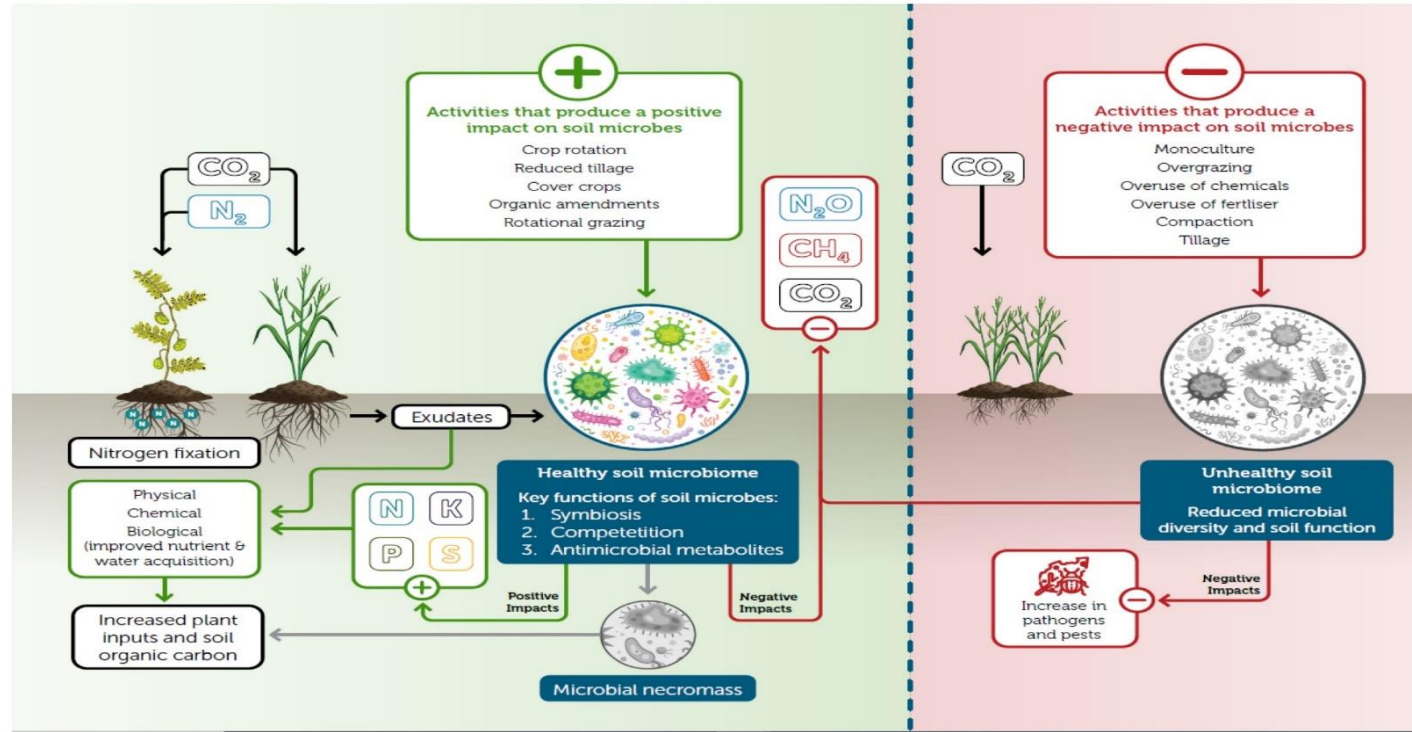 Activities that produce a positive
impact on soil microbes
Crop rotation
Reduced tillage
Cover crops
Organic amendments
Rotational grazing
CO₂
N₂
N₂O
CH₄
CO₂
N N N N N
Nitrogen fixation
Exudates
Physical
Chemical
Biological
(improved nutrient &
water acquisition)
N K
P S
Increased plant
inputs and soil
organic carbon
Healthy soil microbiome
Key functions of soil microbes:
1. Symbiosis
2. Competetition
3. Antimicrobial metabolites
Positive
Impacts
Negative
Impacts
Microbial necromass
Activities that produce a
negative impact on soil microbes
Monoculture
Overgrazing
Overuse of chemicals
Overuse of fertliser
Compaction
Tillage
CO₂
Unhealthy soil
microbiome
Reduced microbial
diversity and soil function
Negative
Impacts
Increase in
pathogens
and pests